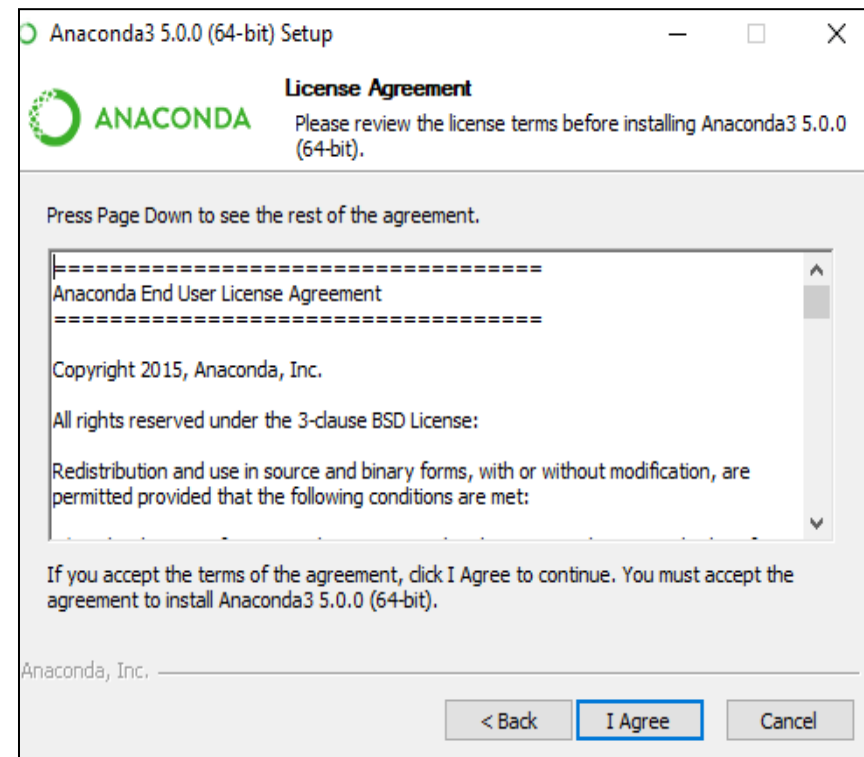 Anaconda3 5.0.0 (64-bit) Setup
ANACONDA
License Agreement
Please review the license terms before installing Anaconda3 5.0.0
(64-bit).
Press Page Down to see the rest of the agreement.
==================================
Anaconda End User License Agreement
==================================
Copyright 2015, Anaconda, Inc.
All rights reserved under the 3-clause BSD License:
Redistribution and use in source and binary forms, with or without modification, are
permitted provided that the following conditions are met:
If you accept the terms of the agreement, click I Agree to continue. You must accept the
agreement to install Anaconda3 5.0.0 (64-bit).
Anaconda, Inc.
< Back
I Agree
Cancel